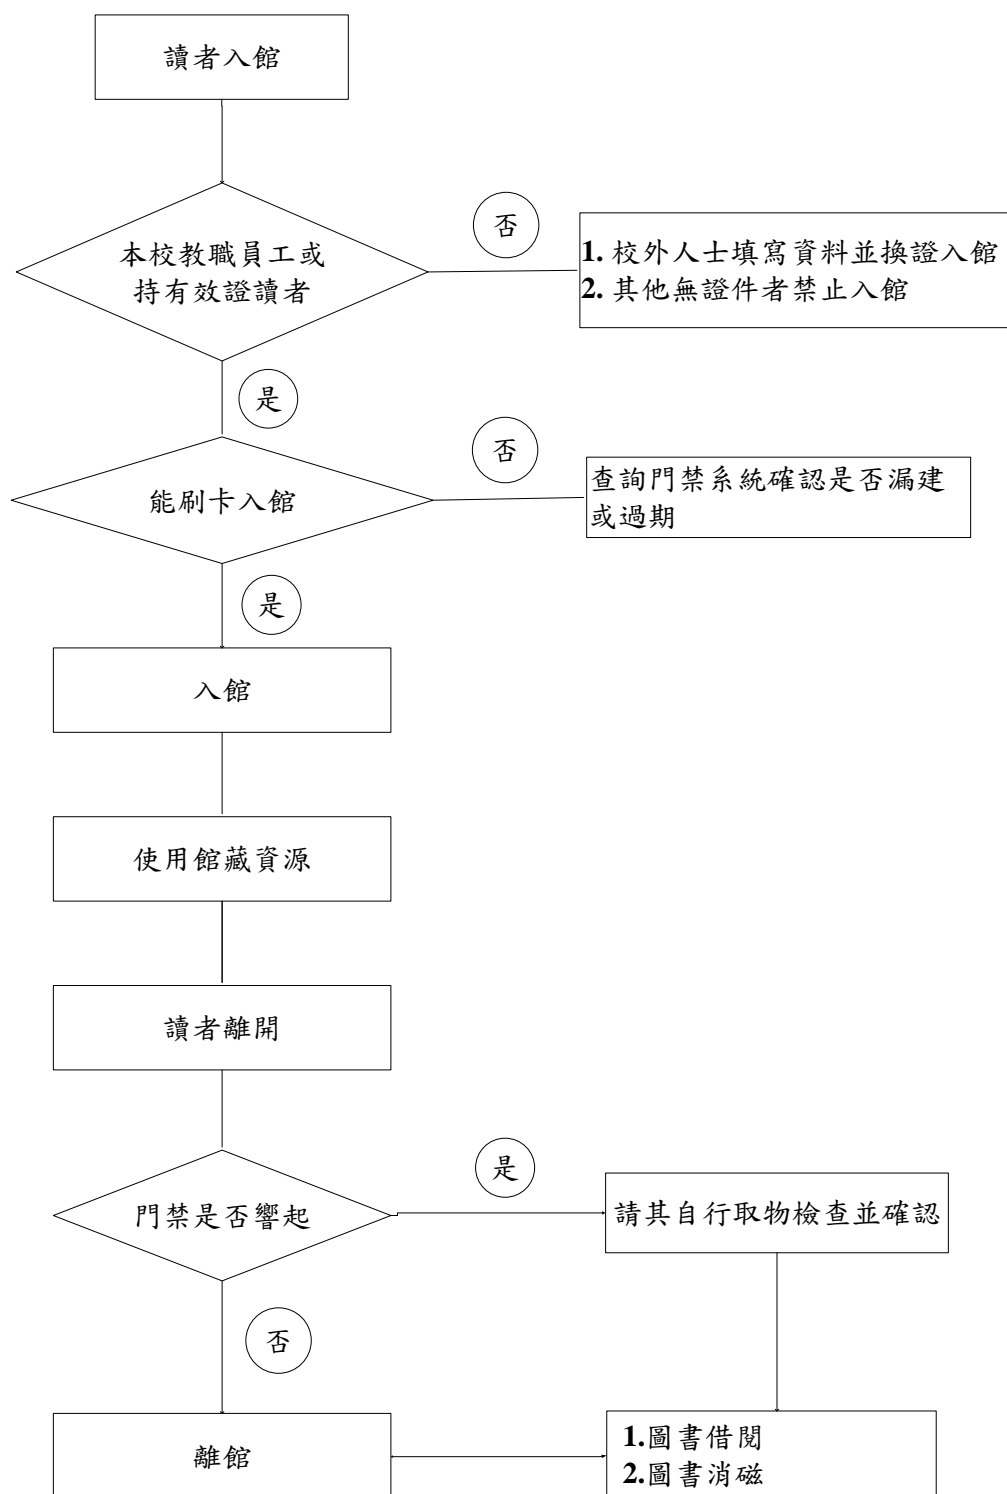 讀者入館
本校教職員工或
持有效證讀者
否
1. 校外人士填寫資料並換證入館
2. 其他無證件者禁止入館
是
能刷卡入館
否
查詢門禁系統確認是否漏建
或過期
是
入館
使用館藏資源
讀者離開
門禁是否響起
是
請其自行取物檢查並確認
否
離館
1.圖書借閱
2.圖書消磁